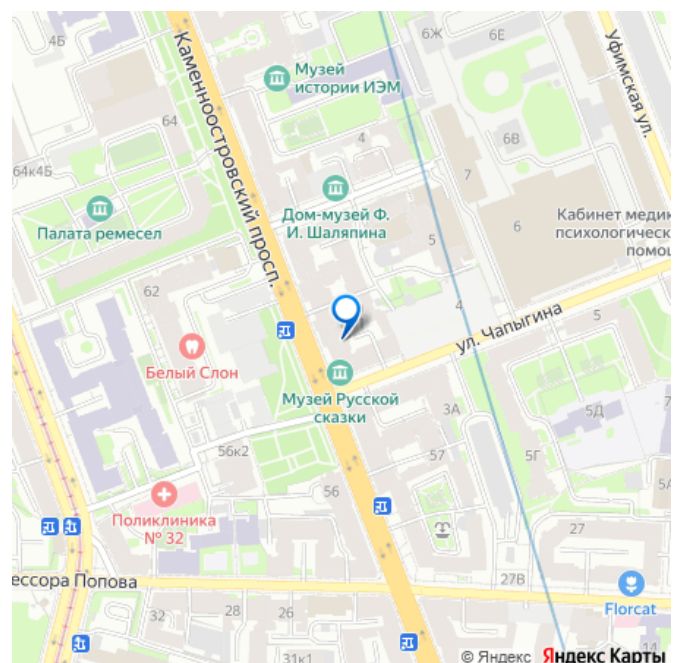 4Б
6Ж
6Е
Музей
истории ИЭМ
Уфимская ул.
Каменноостровский просп.
64
4
6В
64к4Б
7
Палата ремесел
Дом-музей Ф.
И. Шаляпина
6
Кабинет медик
психологическ
помощ
5
62
4
5
ул. Чапыгина
Белый Слон
Музей Русской
сказки
3А
5Д
7
56к2
57
5Г
56
5А
Поликлиника
№ 32
27
ессора Попова
27В
32
28
26
Florcat
31к1
14
© Яндекс Яндекс Карты